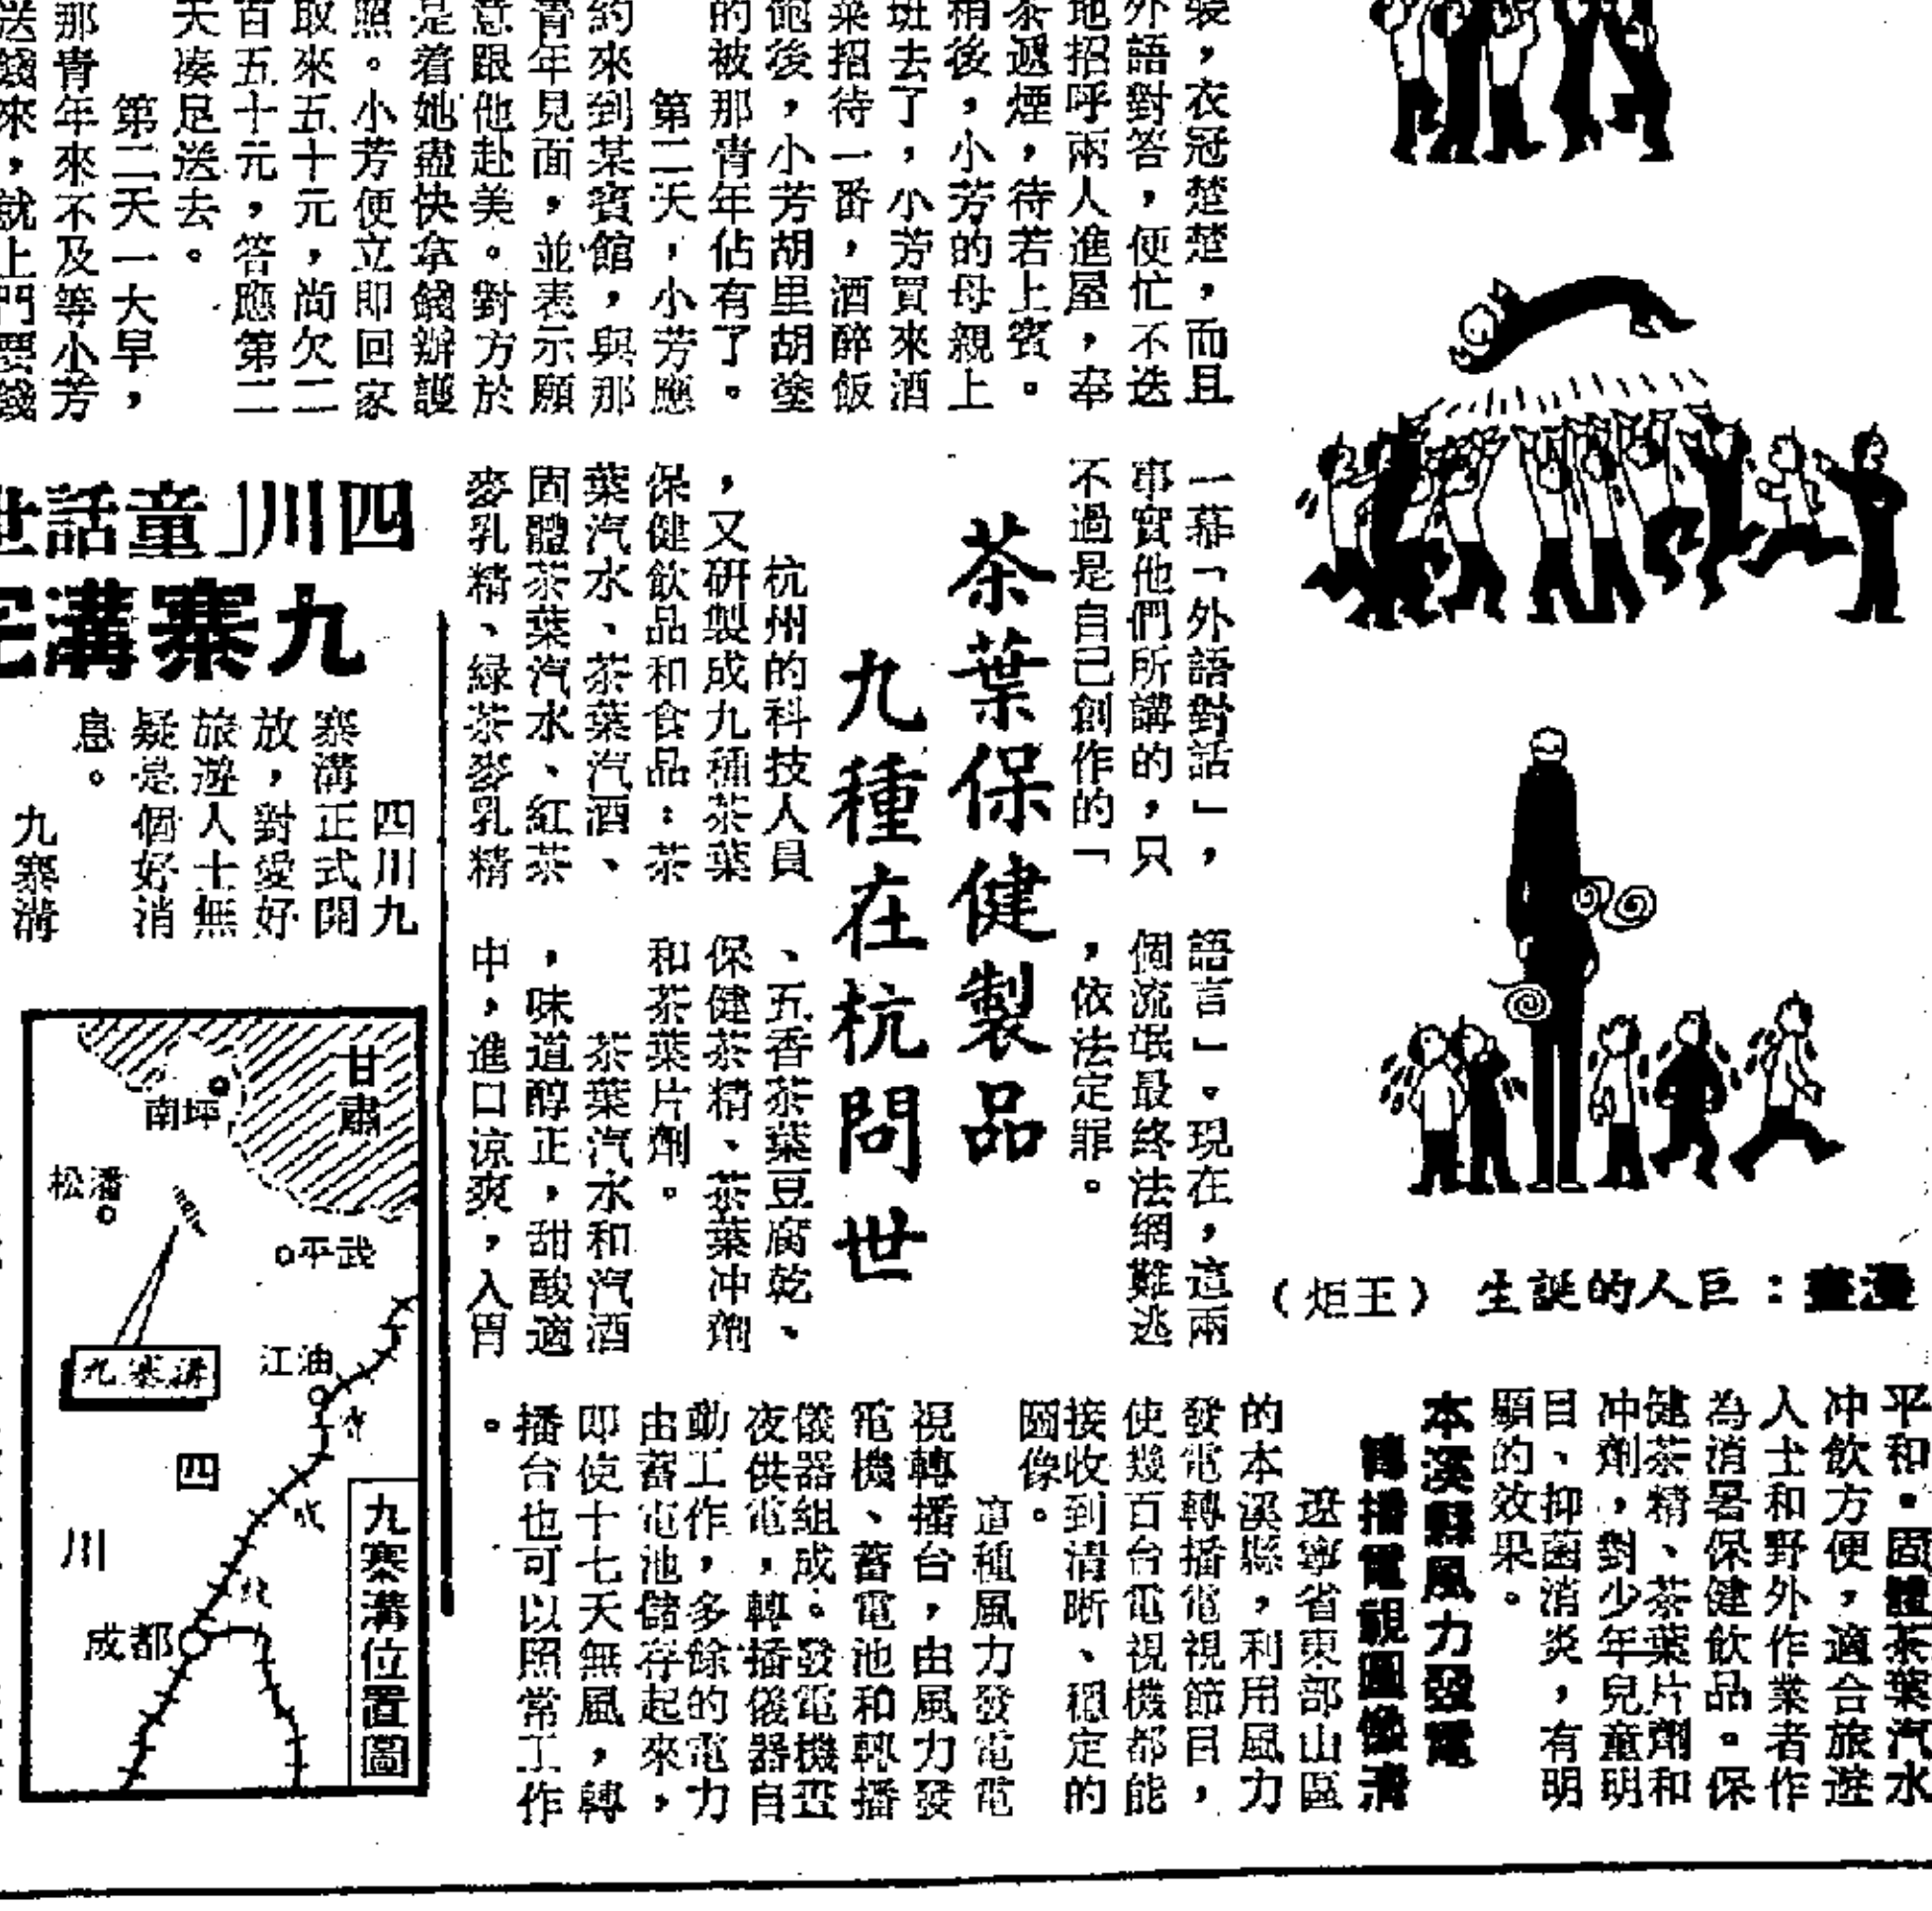 裝，衣冠楚楚，而且
外語對答，便忙不迭
地招呼兩人進屋，奉
茶遞煙，待若上賓。
稍後，小芳的母親上
班去了，小芳買來酒
菜招待一番，酒醉飯
飽後，小芳胡里胡塗
的被那青年佔有了。
第二天，小芳應
約來到某賓館，與那
青年見面，並表示願
意跟他赴美。對方於
是着她盡快拿錢辦護
照。小芳便立即回家
取來五十元，尚欠二
百五十元，答應第二
天湊足送去。
第二天一大早，
那青年來不及等小芳
送錢來，就上門要錢
一幕「外語對話」，
事實他們所講的，只
不過是自己創作的「
語言」。現在，這兩
個流氓最終法網難逃
，依法定罪。
茶葉保健製品
九種在杭問世
杭州的科技人員
，又研製成九種茶葉
保健飲品和食品：茶
葉汽水、茶葉汽酒、
固體茶葉汽水、紅茶
麥乳精、綠茶麥乳精
、五香茶葉豆腐乾、
保健茶精、茶葉冲劑
和茶葉片劑。
茶葉汽水和汽酒
，味道醇正，甜酸適
中，進口凉爽，入胃
平和。固體茶葉汽水
冲飲方便，適合旅遊
人士和野外作業者作
為消暑保健飲品。保
健茶精、茶葉片劑和
冲劑，對少年兒童明
目、抑菌消炎，有明
顯的效果。
漫畫：巨人的誕生（王炬）
本溪縣風力發電
轉播電視圖像清
遼寧省東部山區
的本溪縣，利用風力
發電轉播電視節目，
使幾百台電視機都能
接收到清晰、穩定的
圖像。
這種風力發電電
視轉播台，由風力發
電機、蓄電池和轉播
儀器組成。發電機晝
夜供電，轉播儀器自
動工作，多餘的電力
由蓄電池儲存起來，
即使十七天無風，轉
播台也可以照常工作
。
四川「童話世
九寨溝
四川九
寨溝正式開
放，對愛好
旅遊人士無
疑是個好消
息。
九寨溝
甘肅
南坪
松潘
平武
九寨溝
江油
四
川
成都
九寨溝位置圖